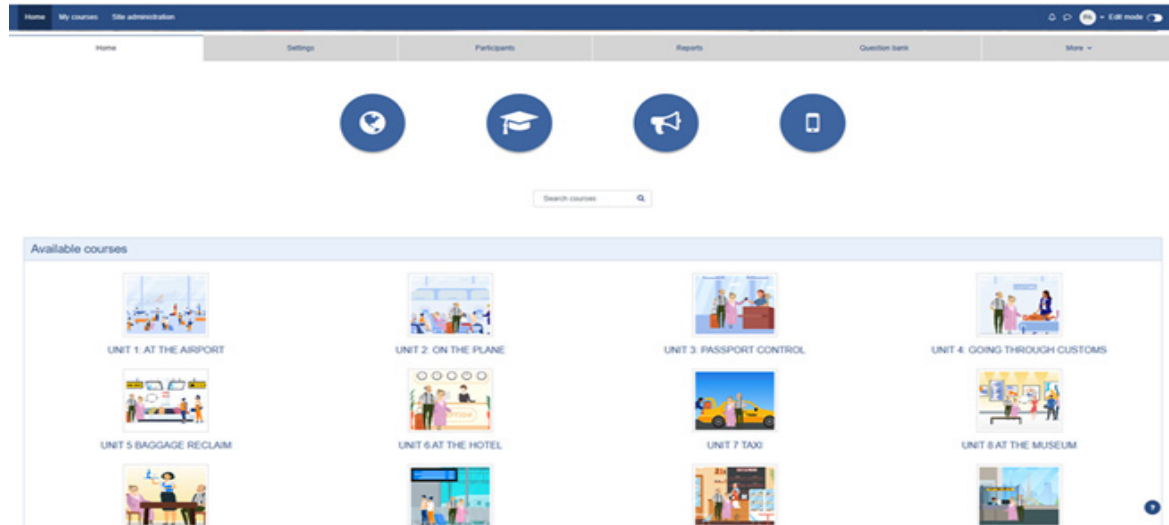 Home My courses Site administration Edit mode
Home Settings Participants Reports Question bank More
Search courses
Available courses
UNIT 1: AT THE AIRPORT UNIT 2: ON THE PLANE UNIT 3: PASSPORT CONTROL UNIT 4: GOING THROUGH CUSTOMS
UNIT 5 BAGGAGE RECLAIM UNIT 6 AT THE HOTEL UNIT 7 TAXI UNIT 8 AT THE MUSEUM